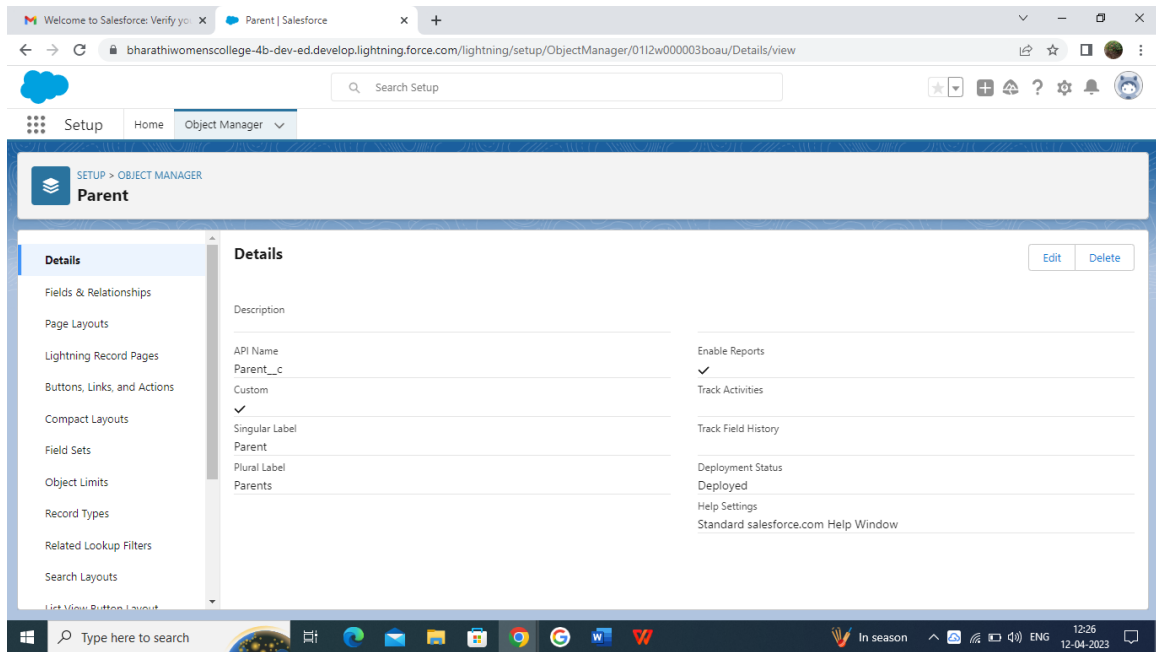 Welcome to Salesforce: Verify yo
Parent | Salesforce
bharathiwomenscollege-4b-dev-ed.develop.lightning.force.com/lightning/setup/ObjectManager/01I2w000003boau/Details/view
Search Setup
Setup
Home
Object Manager
SETUP > OBJECT MANAGER
Parent
Details
Fields & Relationships
Page Layouts
Lightning Record Pages
Buttons, Links, and Actions
Compact Layouts
Field Sets
Object Limits
Record Types
Related Lookup Filters
Search Layouts
List View Button Layout
Details
Edit
Delete
Description
API Name
Parent__c
Custom
Singular Label
Parent
Plural Label
Parents
Enable Reports
Track Activities
Track Field History
Deployment Status
Deployed
Help Settings
Standard salesforce.com Help Window
Type here to search
In season
ENG
12:26
12-04-2023